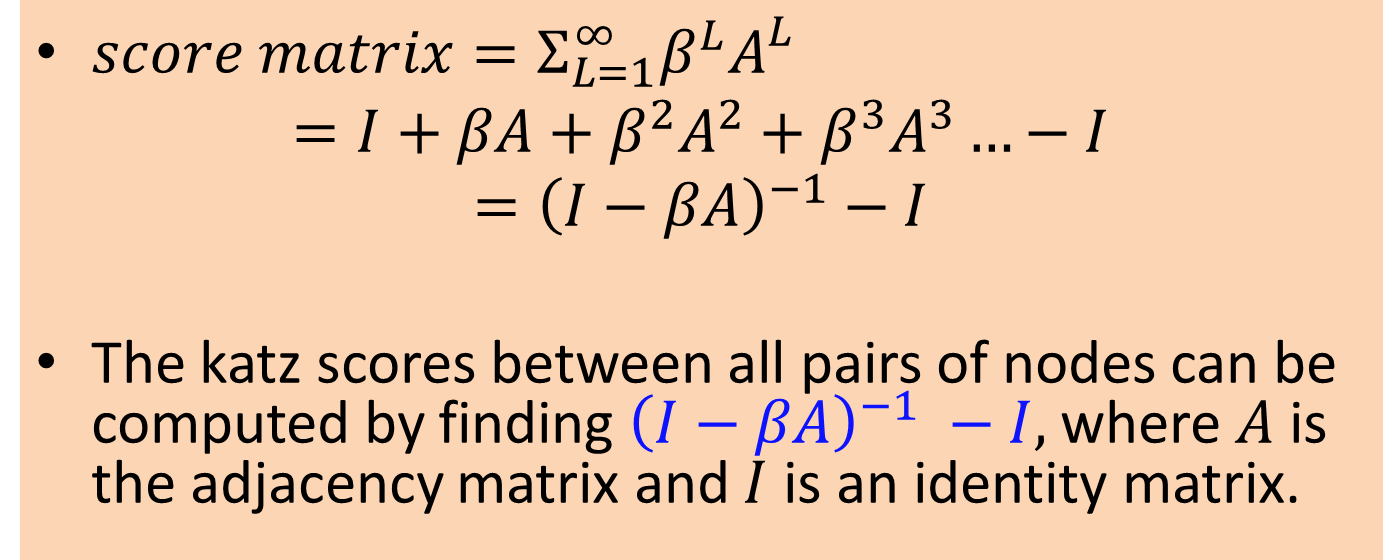 • 𝑠𝑐𝑜𝑟𝑒 𝑚𝑎𝑡𝑟𝑖𝑥 = Σ_{L=1}^{∞} β^L A^L
= I + βA + β²A² + β³A³ … − I
= (I − βA)⁻¹ − I
• The katz scores between all pairs of nodes can be
computed by finding (I − βA)⁻¹ − I, where A is
the adjacency matrix and I is an identity matrix.